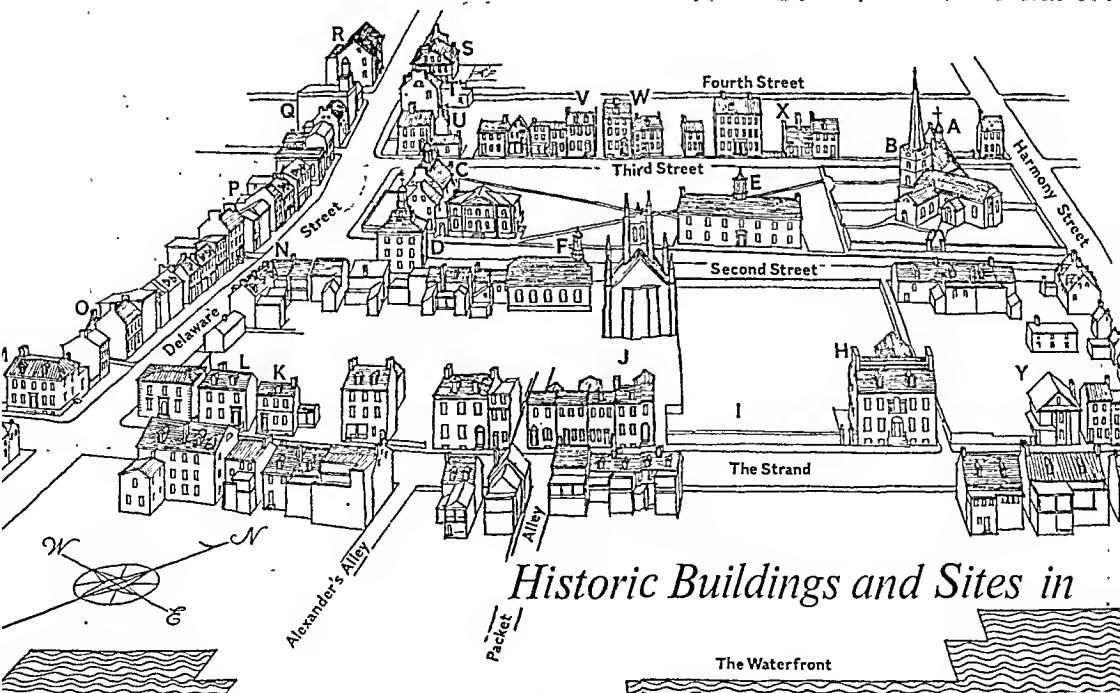 R
S
Fourth Street
Q
U
V
W
X
B
A
Third Street
Harmony Street
P
C
E
Street
D
F
Second Street
N
O
Delaware
L
K
J
I
H
Y
The Strand
W
N
E
Alexander's Alley
Alley
Packet
Historic Buildings and Sites in
The Waterfront